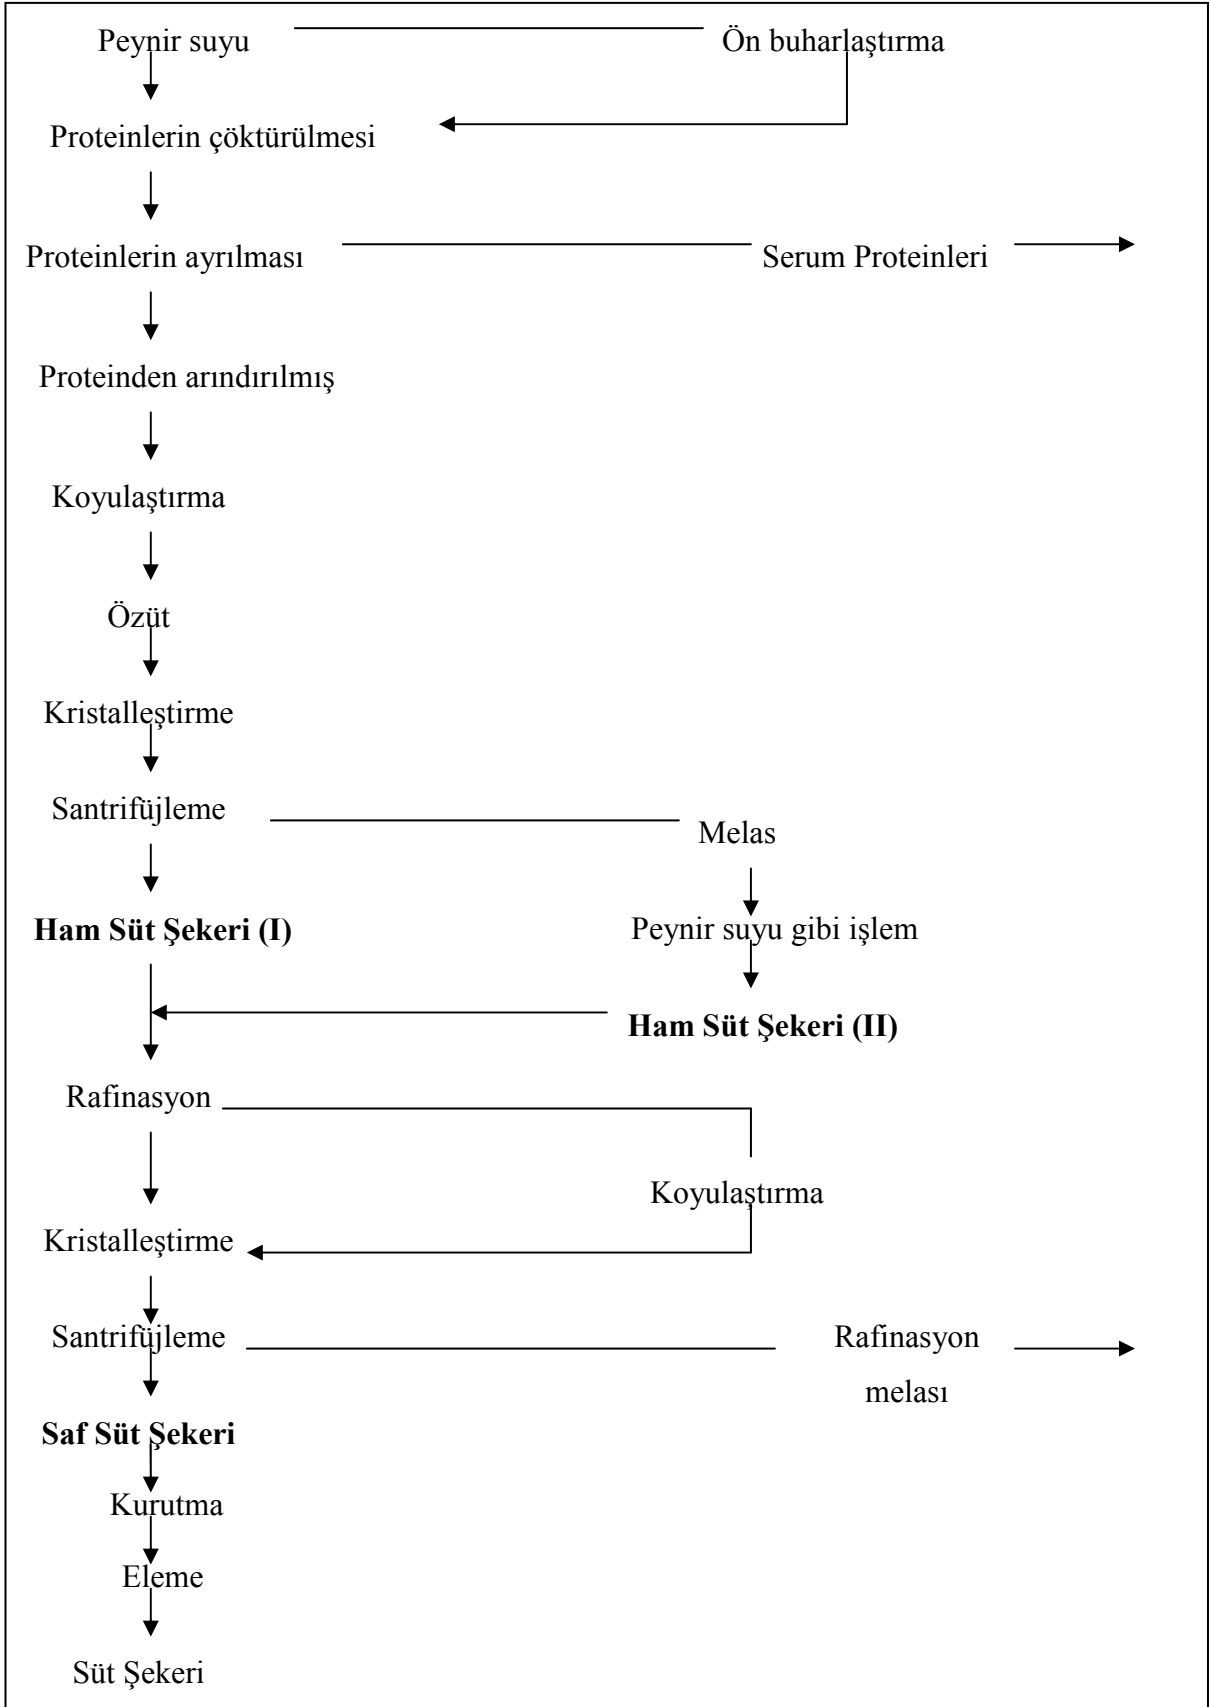 Peynir suyu
Ön buharlaştırma
Proteinlerin çöktürülmesi
Proteinlerin ayrılması
Serum Proteinleri
Proteinden arındırılmış
Koyulaştırma
Özüt
Kristalleştirme
Santrifüjleme
Melas
Ham Süt Şekeri (I)
Peynir suyu gibi işlem
Ham Süt Şekeri (II)
Rafinasyon
Koyulaştırma
Kristalleştirme
Santrifüjleme
Rafinasyon
melası
Saf Süt Şekeri
Kurutma
Eleme
Süt Şekeri